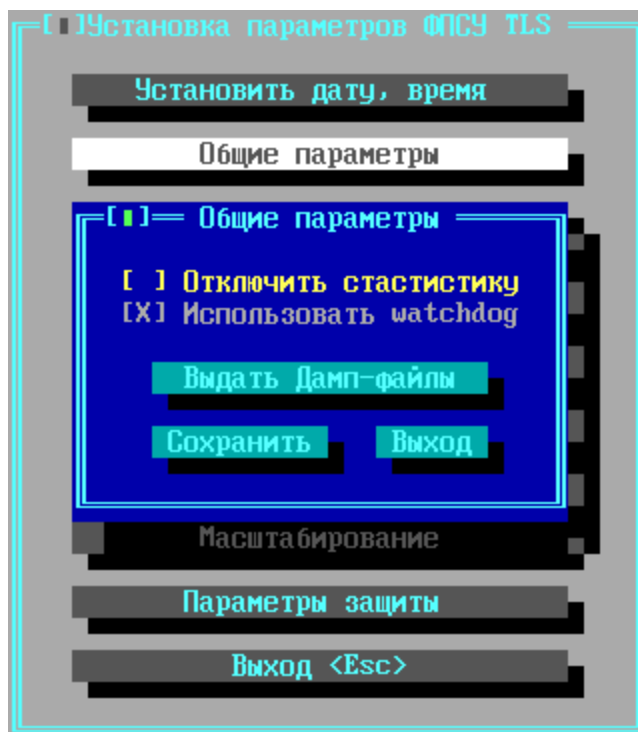 [▮]Установка параметров ФПСУ TLS
Установить дату, время
Общие параметры
[▮] Общие параметры
[ ] Отключить стастистику
[X] Использовать watchdog
Выдать Дамп-файлы
Сохранить Выход
Масштабирование
Параметры защиты
Выход <Esc>